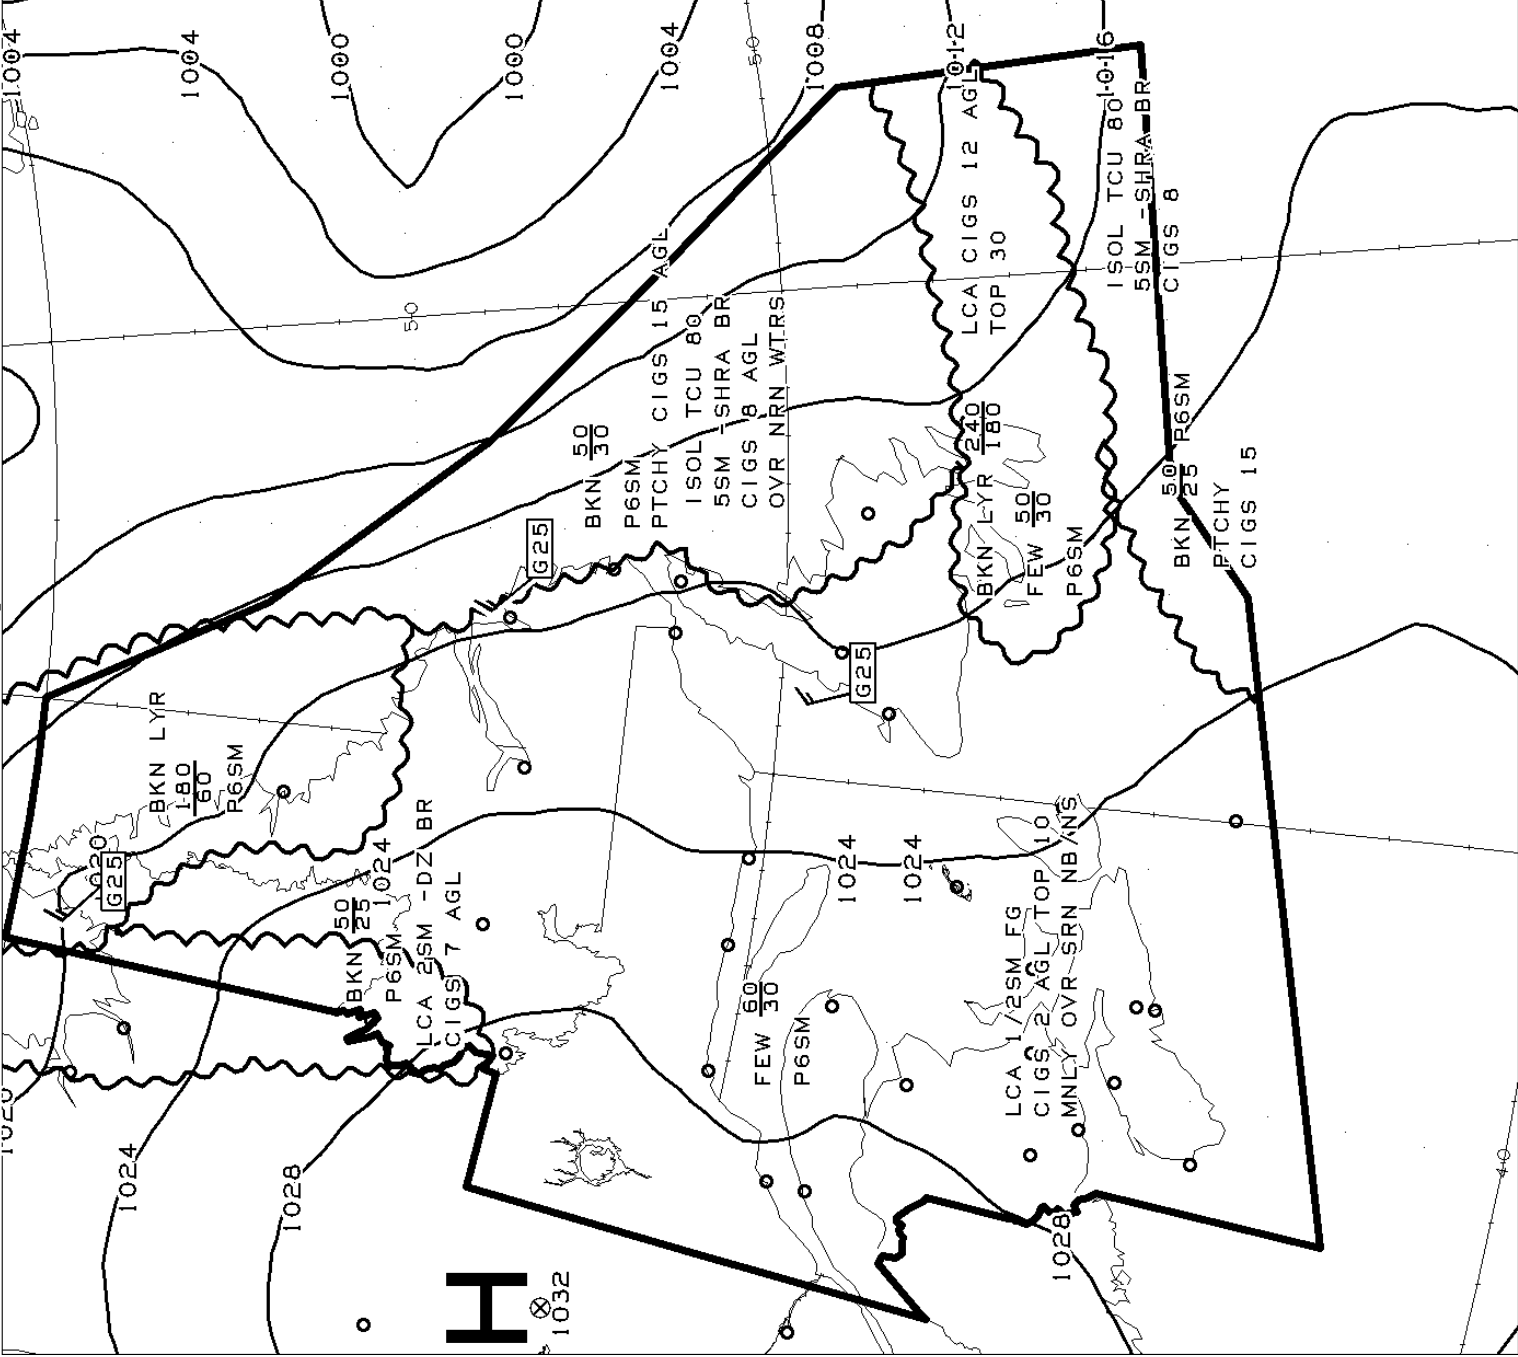 1004
1004
1000
1000
1004
50
1008
1012
1016
50
BKN 50
30
P6SM
PTCHY CIGS 15 AGL
ISOL TCU 80
5SM -SHRA BR
CIGS 8 AGL
OVR NRN WTRS
LCA CIGS 12 AGL
TOP 30
ISOL TCU 80
5SM -SHRA BR
CIGS 8
BKN LYR 240
180
FEW 50
30
P6SM
BKN 50
25 P6SM
PTCHY
CIGS 15
G25
G25
BKN LYR
180
60
P6SM
1020
G25
BKN 50
25
P6SM
LCA 2SM -DZ BR
CIGS 7 AGL
1024
1024
1024
FEW 60
30
P6SM
LCA 1/2SM FG
CIGS 2 AGL TOP 10
MNLY OVR SRN NB/NS
1020
1024
1028
H
1032
1028
40